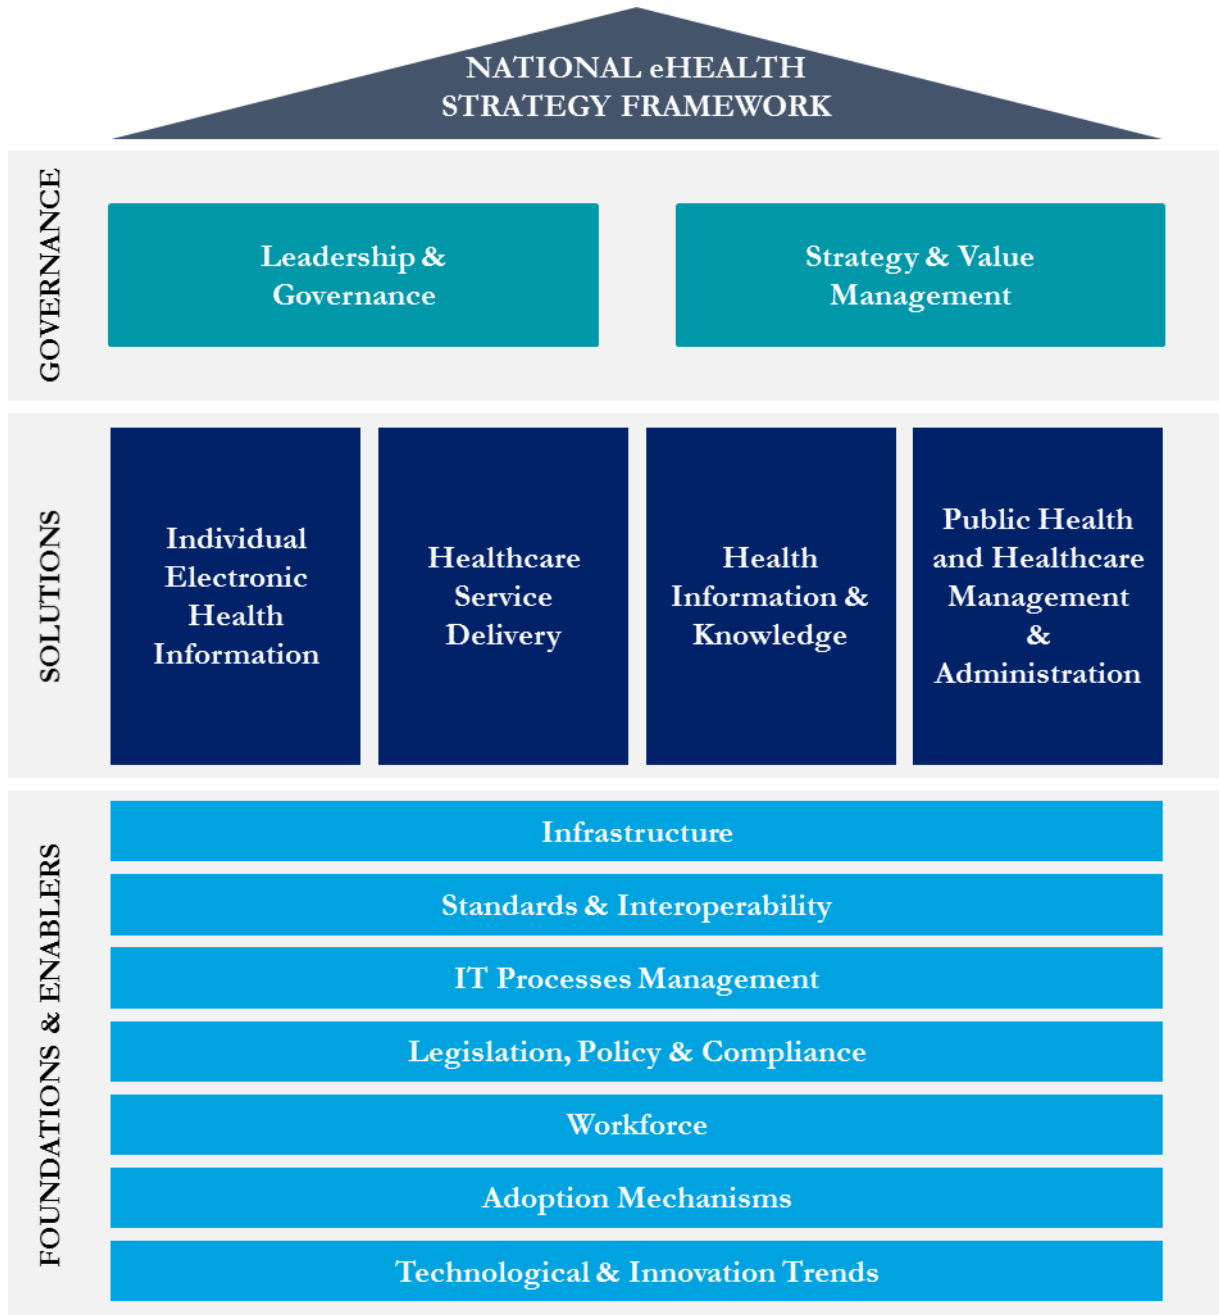 NATIONAL eHEALTH
STRATEGY FRAMEWORK
GOVERNANCE
Leadership &
Governance
Strategy & Value
Management
SOLUTIONS
Individual
Electronic
Health
Information
Healthcare
Service
Delivery
Health
Information &
Knowledge
Public Health
and Healthcare
Management
&
Administration
FOUNDATIONS & ENABLERS
Infrastructure
Standards & Interoperability
IT Processes Management
Legislation, Policy & Compliance
Workforce
Adoption Mechanisms
Technological & Innovation Trends